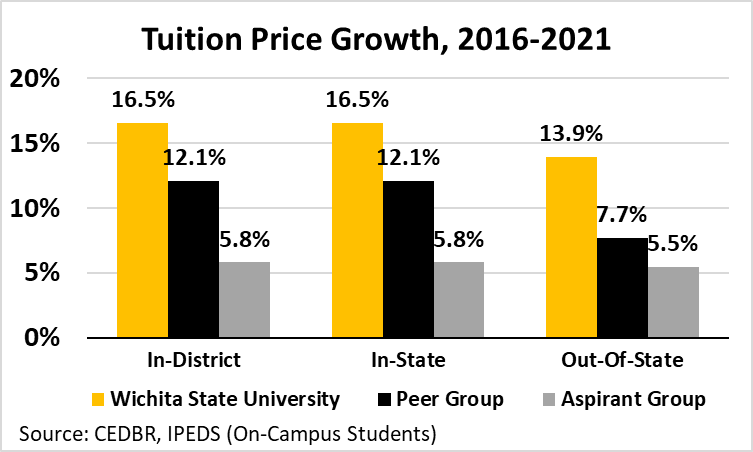 Tuition Price Growth, 2016-2021
20%
15%
10%
5%
0%
16.5%
12.1%
5.8%
16.5%
12.1%
5.8%
13.9%
7.7%
5.5%
In-District
In-State
Out-Of-State
Wichita State University
Peer Group
Aspirant Group
Source: CEDBR, IPEDS (On-Campus Students)